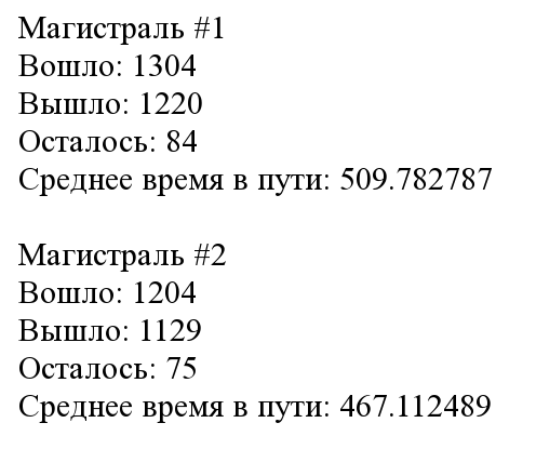 Магистраль #1
Вошло: 1304
Вышло: 1220
Осталось: 84
Среднее время в пути: 509.782787
Магистраль #2
Вошло: 1204
Вышло: 1129
Осталось: 75
Среднее время в пути: 467.112489